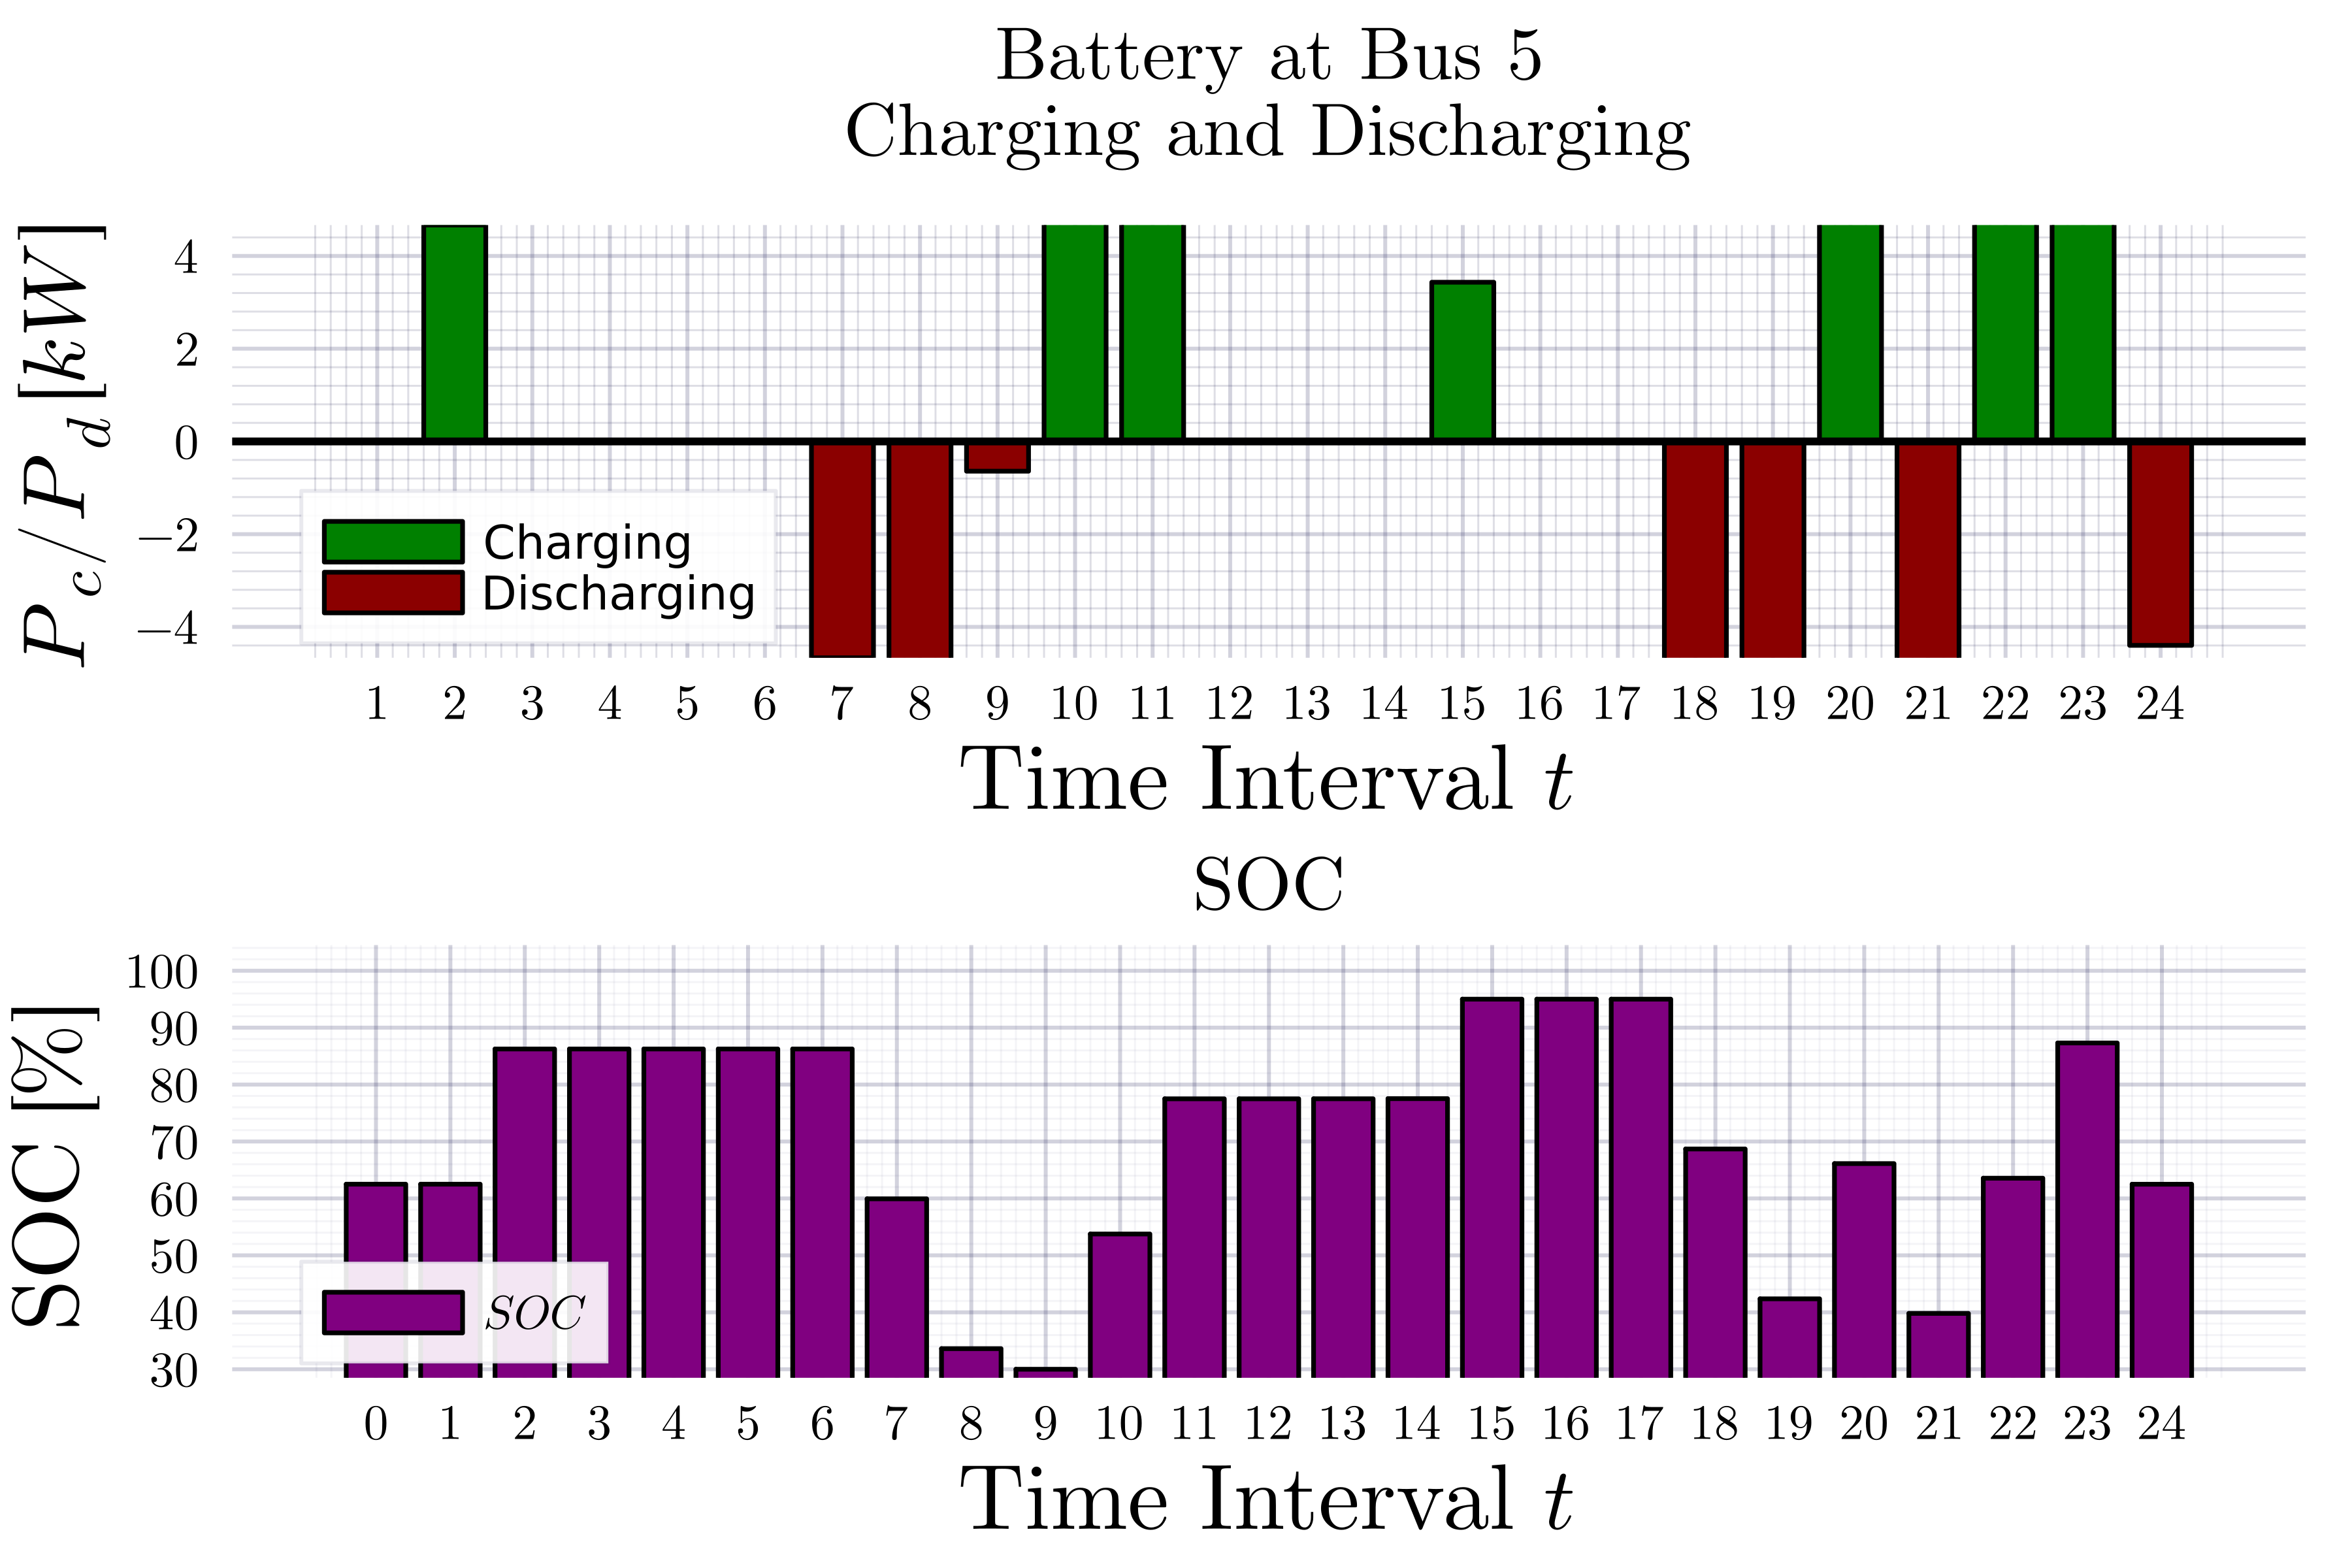 Battery at Bus 5
Charging and Discharging
P_c/P_d [kW]
4
2
0
−2
−4
Charging
Discharging
1 2 3 4 5 6 7 8 9 10 11 12 13 14 15 16 17 18 19 20 21 22 23 24
Time Interval t
SOC
SOC [%]
100
90
80
70
60
50
40
30
SOC
0 1 2 3 4 5 6 7 8 9 10 11 12 13 14 15 16 17 18 19 20 21 22 23 24
Time Interval t